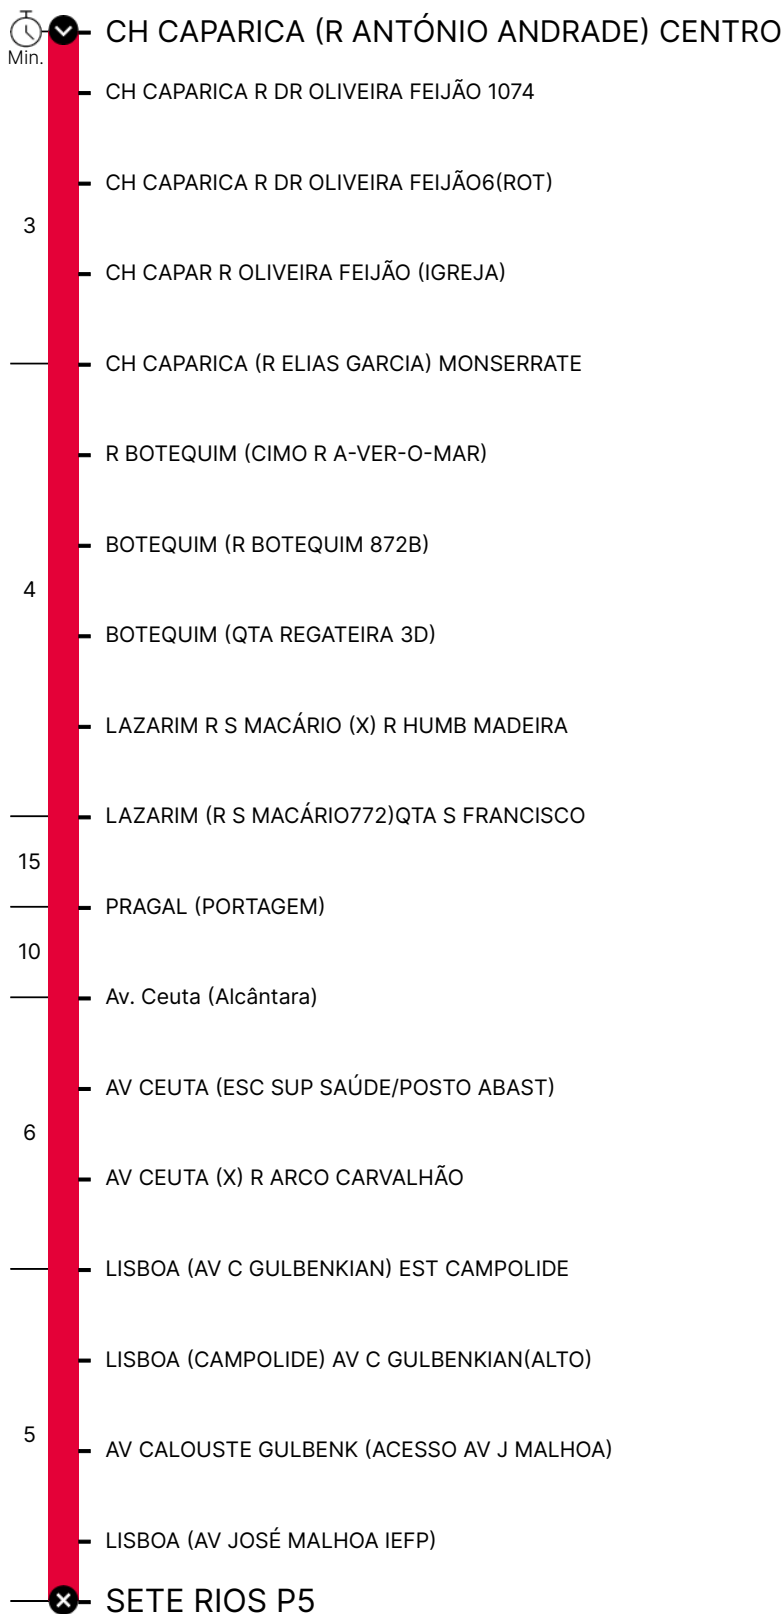 CH CAPARICA (R ANTÓNIO ANDRADE) CENTRO
Min.
CH CAPARICA R DR OLIVEIRA FEIJÃO 1074
CH CAPARICA R DR OLIVEIRA FEIJÃO6(ROT)
3
CH CAPAR R OLIVEIRA FEIJÃO (IGREJA)
CH CAPARICA (R ELIAS GARCIA) MONSERRATE
R BOTEQUIM (CIMO R A-VER-O-MAR)
BOTEQUIM (R BOTEQUIM 872B)
4
BOTEQUIM (QTA REGATEIRA 3D)
LAZARIM R S MACÁRIO (X) R HUMB MADEIRA
LAZARIM (R S MACÁRIO772)QTA S FRANCISCO
15
PRAGAL (PORTAGEM)
10
Av. Ceuta (Alcântara)
AV CEUTA (ESC SUP SAÚDE/POSTO ABAST)
6
AV CEUTA (X) R ARCO CARVALHÃO
LISBOA (AV C GULBENKIAN) EST CAMPOLIDE
LISBOA (CAMPOLIDE) AV C GULBENKIAN(ALTO)
5
AV CALOUSTE GULBENK (ACESSO AV J MALHOA)
LISBOA (AV JOSÉ MALHOA IEFP)
SETE RIOS P5